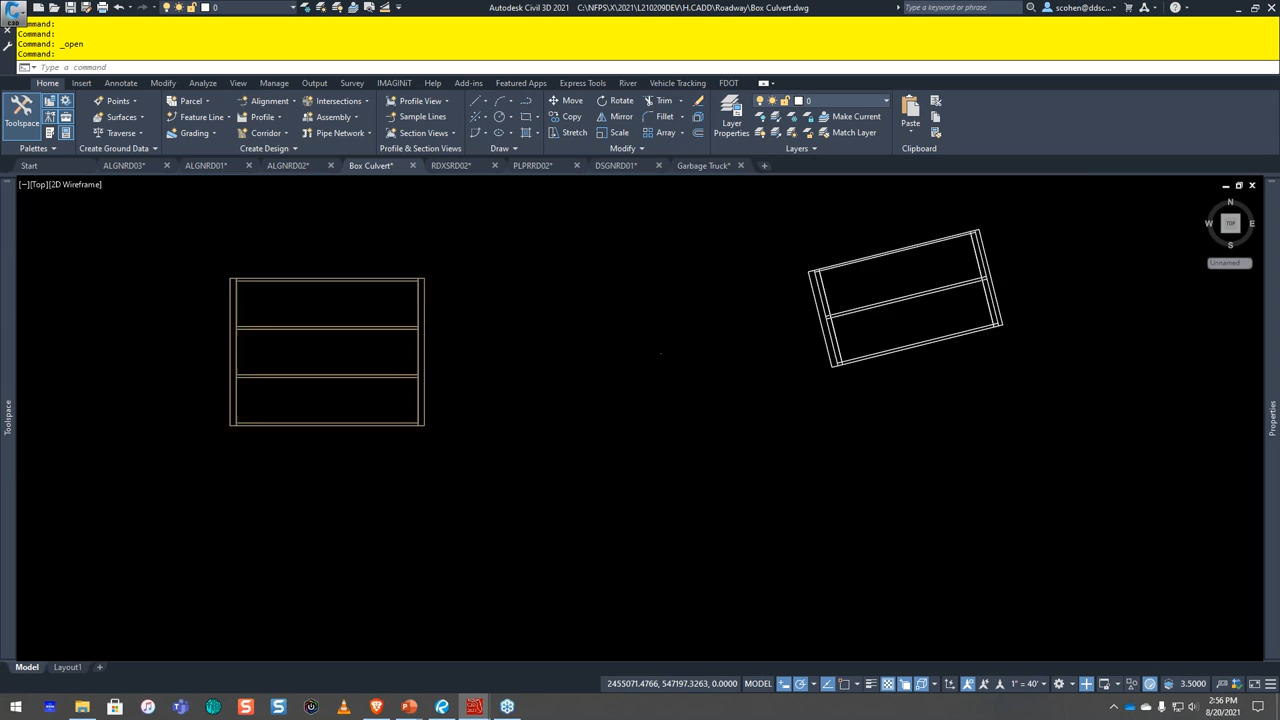 Autodesk Civil 3D 2021 C:\NFPS\X\2021\L210209DEV\H.CADD\Roadway\Box Culvert.dwg
0
Type a keyword or phrase
scohen@ddsc...
Command:
Command:
Command: _open
Command:
Type a command
Home Insert Annotate Modify Analyze View Manage Output Survey IMAGINiT Help Add-ins Featured Apps Express Tools River Vehicle Tracking FDOT
Toolspace
Points Parcel Alignment Intersections Profile View Move Rotate Trim 0
Surfaces Feature Line Profile Assembly Sample Lines Copy Mirror Fillet Make Current
Traverse Grading Corridor Pipe Network Section Views Stretch Scale Array Layer Properties Match Layer Paste
Palettes Create Ground Data Create Design Profile & Section Views Draw Modify Layers Clipboard
Start ALGNRD03* ALGNRD01* ALGNRD02* Box Culvert* RDXSRD02* PLPRRD02* DSGNRD01* Garbage Truck*
[−][Top][2D Wireframe]
N
W TOP E
S
Unnamed
Toolspace
Properties
Model Layout1
2455071.4766, 547197.3263, 0.0000 MODEL 1" = 40' 3.5000
2:56 PM
8/20/2021